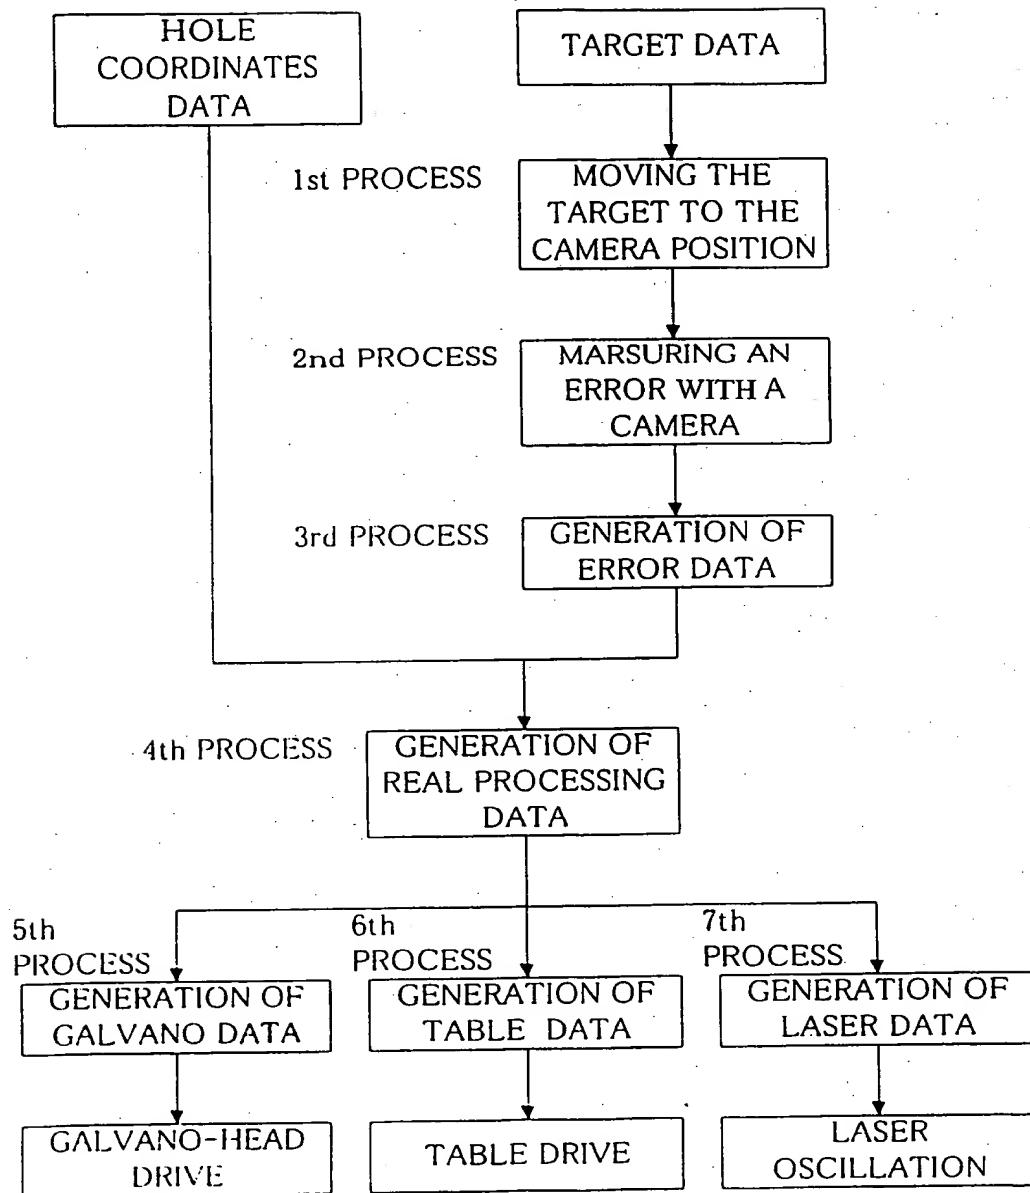 HOLE
COORDINATES
DATA
TARGET DATA
1st PROCESS
MOVING THE
TARGET TO THE
CAMERA POSITION
2nd PROCESS
MARSURING AN
ERROR WITH A
CAMERA
3rd PROCESS
GENERATION OF
ERROR DATA
4th PROCESS
GENERATION OF
REAL PROCESSING
DATA
5th
PROCESS
GENERATION OF
GALVANO DATA
6th
PROCESS
GENERATION OF
TABLE DATA
7th
PROCESS
GENERATION OF
LASER DATA
GALVANO-HEAD
DRIVE
TABLE DRIVE
LASER
OSCILLATION